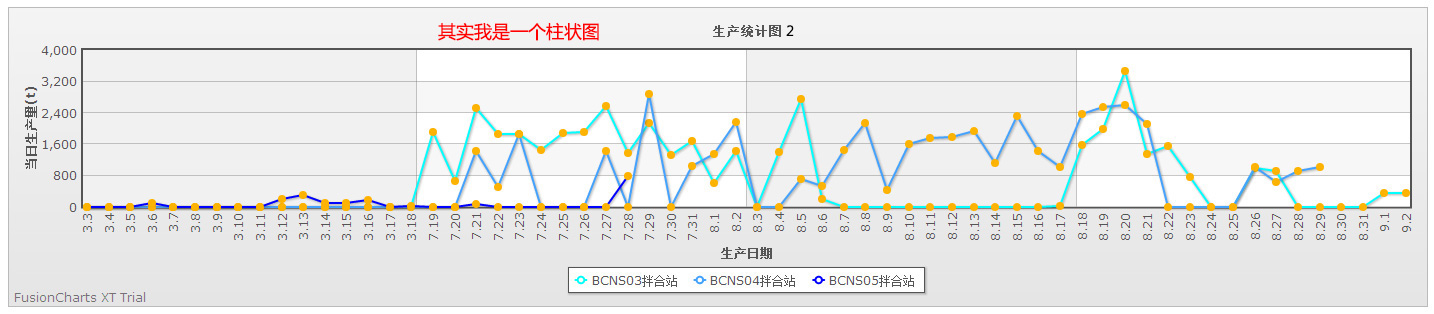 其实我是一个柱状图
生产统计图 2
当日生产量(t)
4,000
3,200
2,400
1,600
800
0
3.3 3.4 3.5 3.6 3.7 3.8 3.9 3.10 3.11 3.12 3.13 3.14 3.15 3.16 3.17 3.18 7.19 7.20 7.21 7.22 7.23 7.24 7.25 7.26 7.27 7.28 7.29 7.30 7.31 8.1 8.2 8.3 8.4 8.5 8.6 8.7 8.8 8.9 8.10 8.11 8.12 8.13 8.14 8.15 8.16 8.17 8.18 8.19 8.20 8.21 8.22 8.23 8.24 8.25 8.26 8.27 8.28 8.29 8.30 8.31 9.1 9.2
生产日期
BCNS03拌合站 BCNS04拌合站 BCNS05拌合站
FusionCharts XT Trial